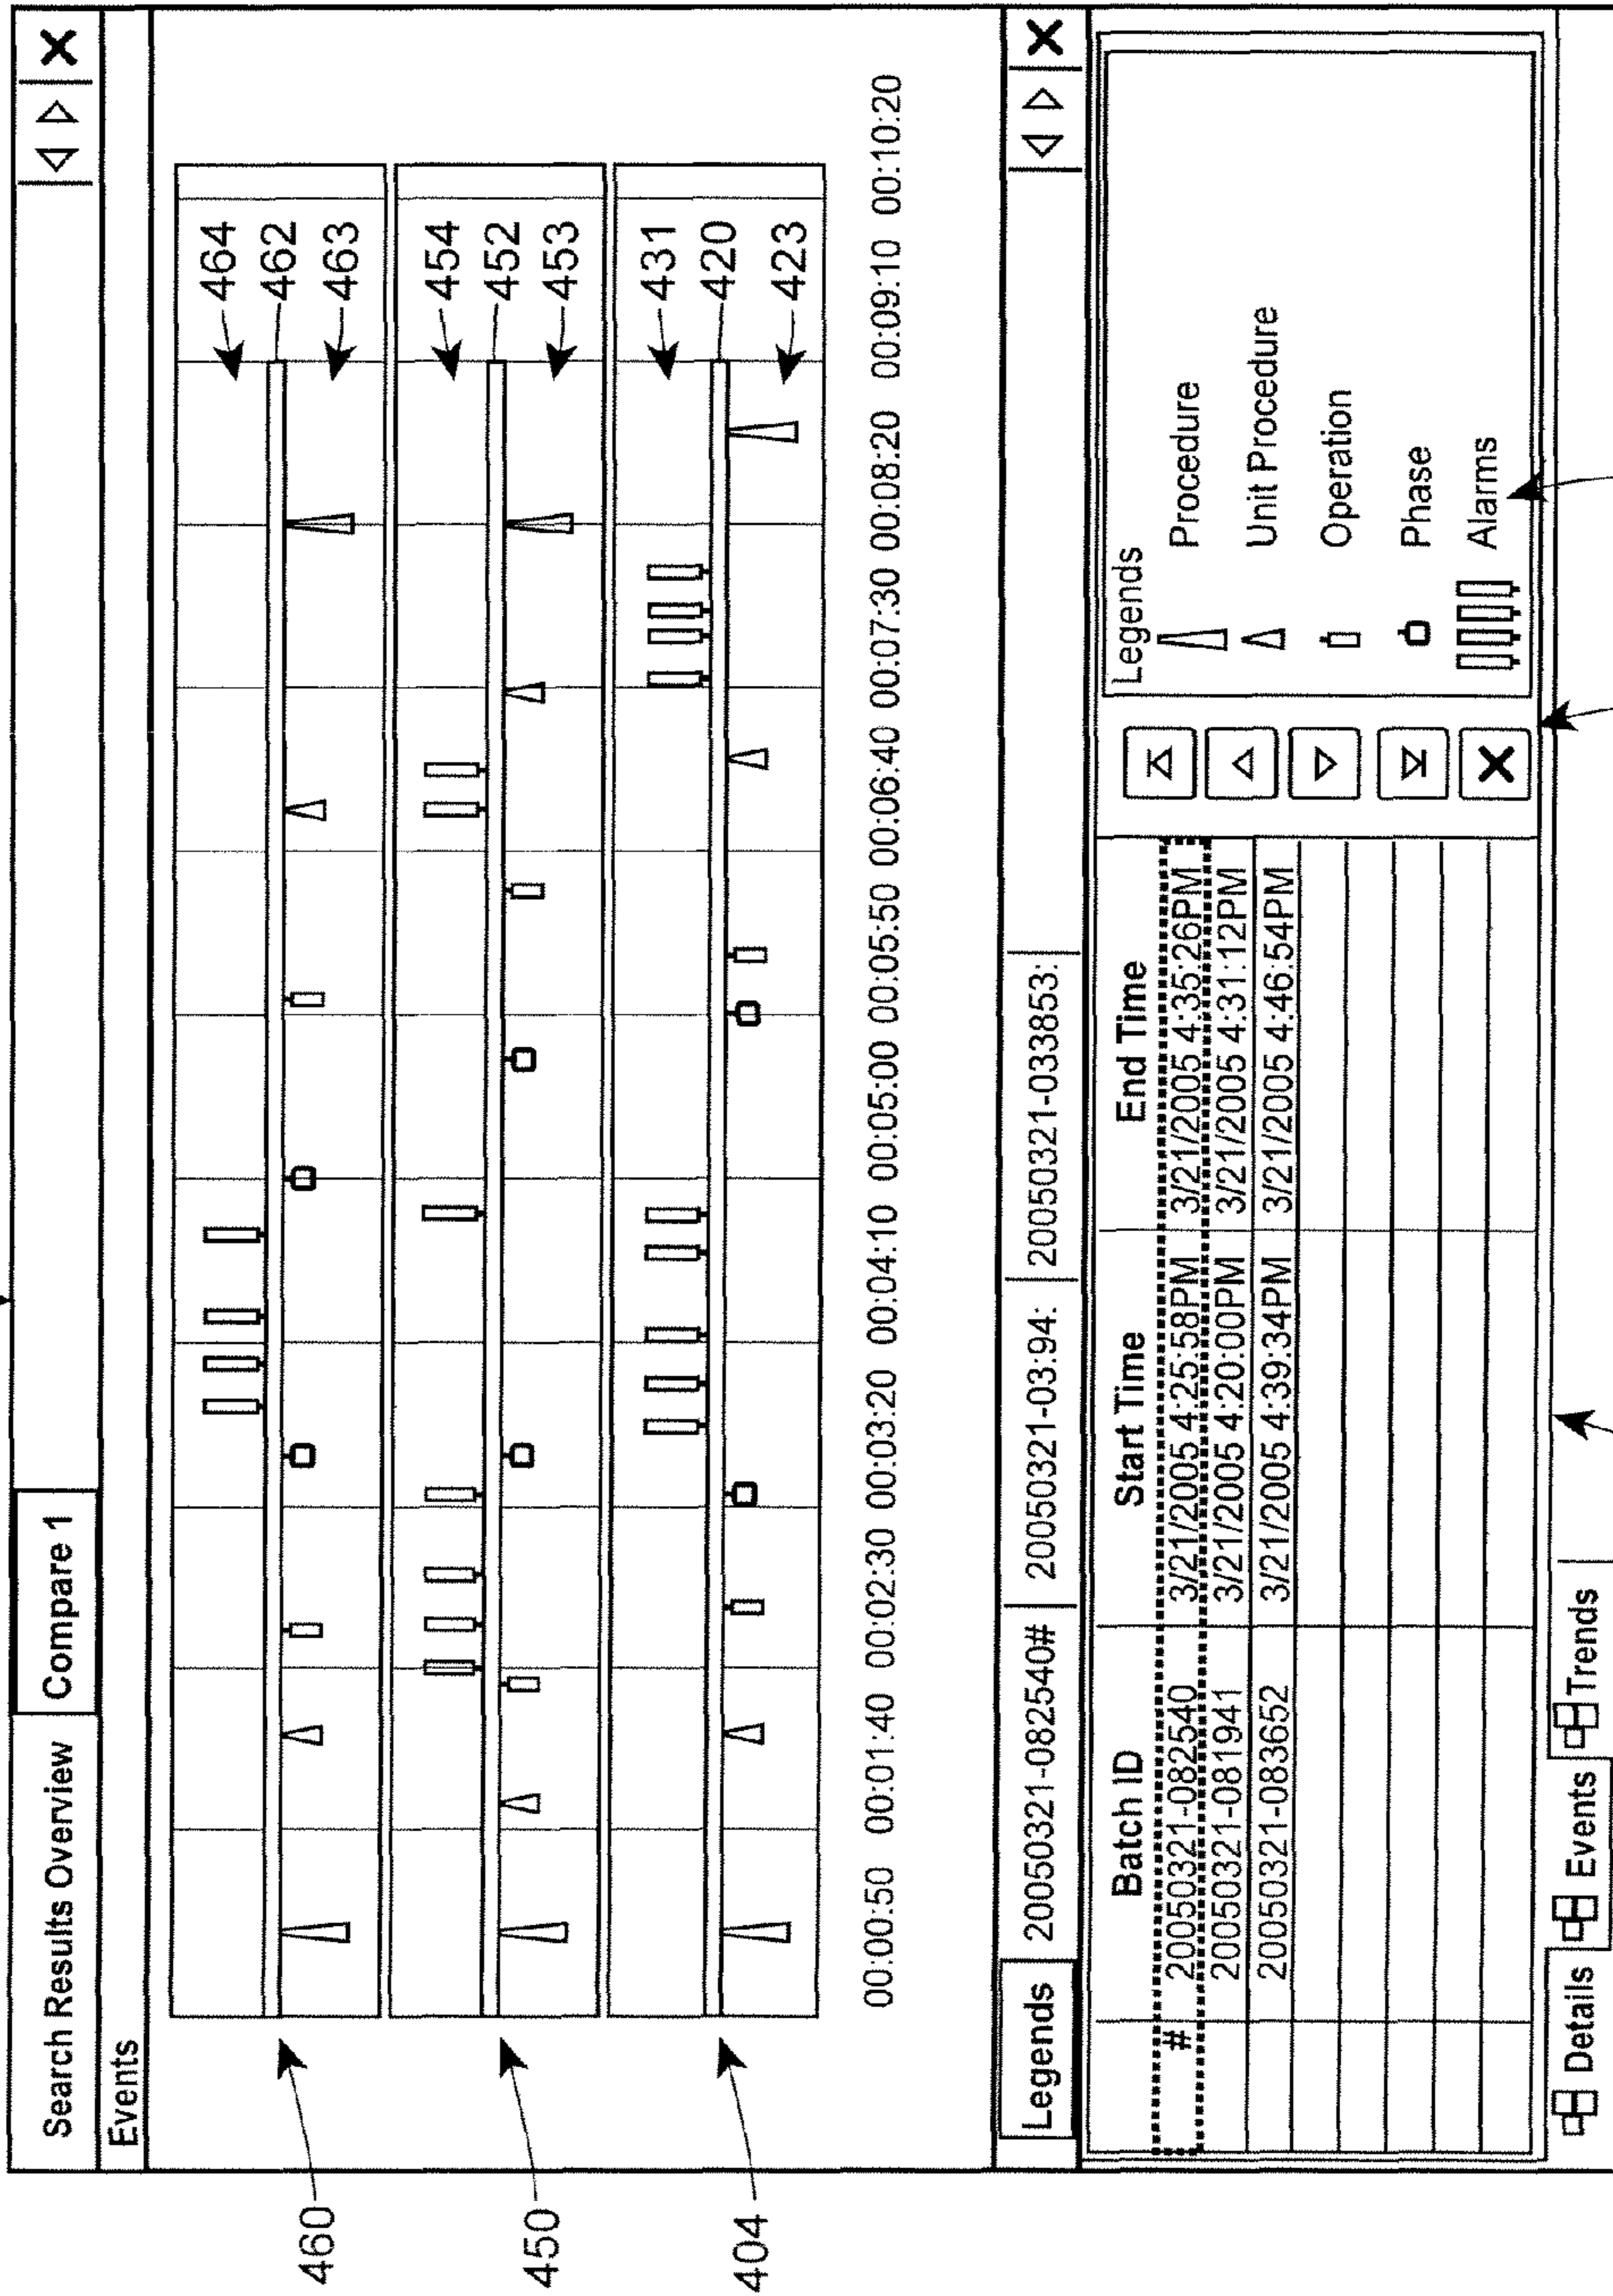 Search Results Overview Compare 1
Events
460
464
462
463
450
454
452
453
404
431
420
423
00:00:50 00:01:40 00:02:30 00:03:20 00:04:10 00:05:00 00:05:50 00:06:40 00:07:30 00:08:20 00:09:10 00:10:20
Legends 20050321-082540# 20050321-03:94: 20050321-033853:
Batch ID Start Time End Time
# 20050321-082540 3/21/2005 4:25:58PM 3/21/2005 4:35:26PM
20050321-081941 3/21/2005 4:20:00PM 3/21/2005 4:31:12PM
20050321-083652 3/21/2005 4:39:34PM 3/21/2005 4:46:54PM
Legends
Procedure
Unit Procedure
Operation
Phase
Alarms
Details Events Trends